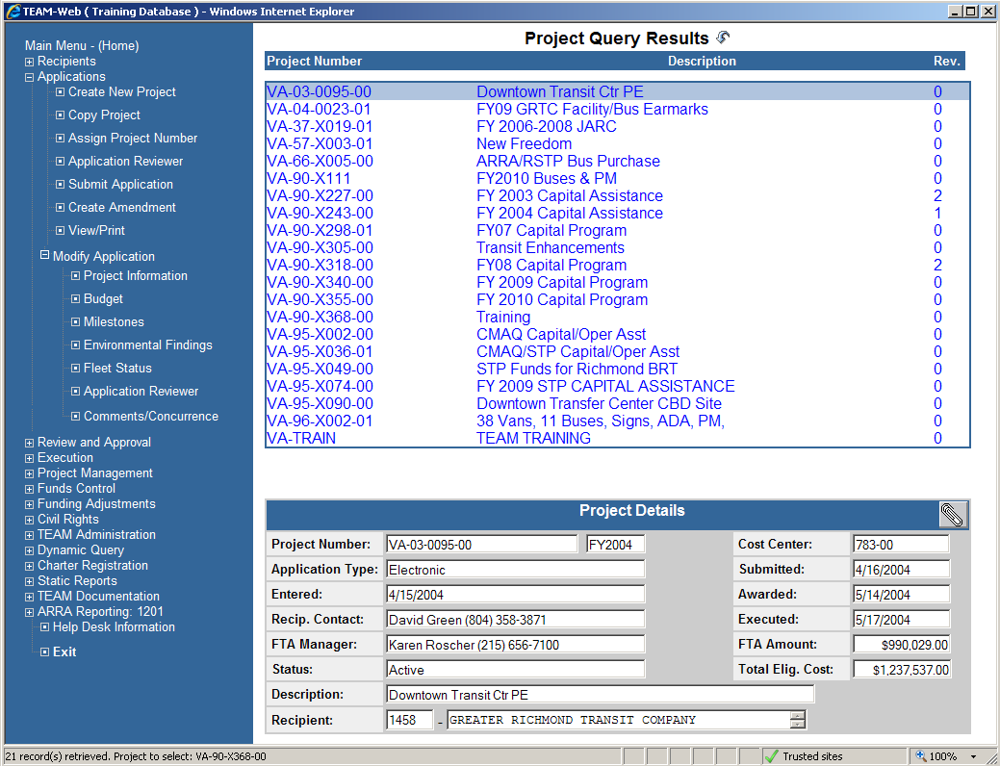 TEAM-Web ( Training Database ) - Windows Internet Explorer
Main Menu - (Home)
Recipients
Applications
Create New Project
Copy Project
Assign Project Number
Application Reviewer
Submit Application
Create Amendment
View/Print
Modify Application
Project Information
Budget
Milestones
Environmental Findings
Fleet Status
Application Reviewer
Comments/Concurrence
Review and Approval
Execution
Project Management
Funds Control
Funding Adjustments
Civil Rights
TEAM Administration
Dynamic Query
Charter Registration
Static Reports
TEAM Documentation
ARRA Reporting: 1201
Help Desk Information
Exit
Project Query Results
Project Number Description Rev.
VA-03-0095-00 Downtown Transit Ctr PE 0
VA-04-0023-01 FY09 GRTC Facility/Bus Earmarks 0
VA-37-X019-01 FY 2006-2008 JARC 0
VA-57-X003-01 New Freedom 0
VA-66-X005-00 ARRA/RSTP Bus Purchase 0
VA-90-X111 FY2010 Buses & PM 0
VA-90-X227-00 FY 2003 Capital Assistance 2
VA-90-X243-00 FY 2004 Capital Assistance 1
VA-90-X298-01 FY07 Capital Program 0
VA-90-X305-00 Transit Enhancements 0
VA-90-X318-00 FY08 Capital Program 2
VA-90-X340-00 FY 2009 Capital Program 0
VA-90-X355-00 FY 2010 Capital Program 0
VA-90-X368-00 Training 0
VA-95-X002-00 CMAQ Capital/Oper Asst 0
VA-95-X036-01 CMAQ/STP Capital/Oper Asst 0
VA-95-X049-00 STP Funds for Richmond BRT 0
VA-95-X074-00 FY 2009 STP CAPITAL ASSISTANCE 0
VA-95-X090-00 Downtown Transfer Center CBD Site 0
VA-96-X002-01 38 Vans, 11 Buses, Signs, ADA, PM, 0
VA-TRAIN TEAM TRAINING 0
Project Details
Project Number: VA-03-0095-00 FY2004 Cost Center: 783-00
Application Type: Electronic Submitted: 4/16/2004
Entered: 4/15/2004 Awarded: 5/14/2004
Recip. Contact: David Green (804) 358-3871 Executed: 5/17/2004
FTA Manager: Karen Roscher (215) 656-7100 FTA Amount: $990,029.00
Status: Active Total Elig. Cost: $1,237,537.00
Description: Downtown Transit Ctr PE
Recipient: 1458 - GREATER RICHMOND TRANSIT COMPANY
21 record(s) retrieved. Project to select: VA-90-X368-00 Trusted sites 100%